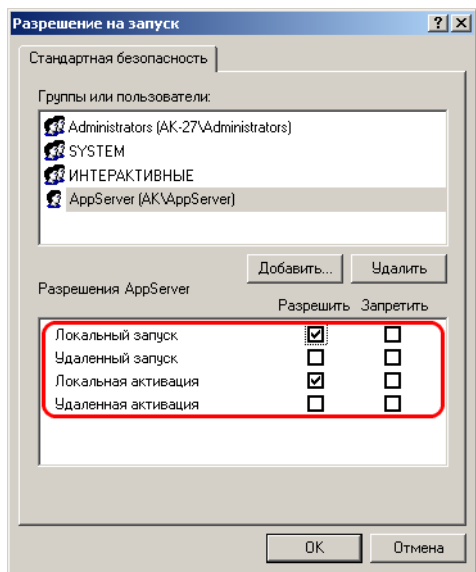 Разрешение на запуск
Стандартная безопасность
Группы или пользователи:
Administrators (AK-27\Administrators)
SYSTEM
ИНТЕРАКТИВНЫЕ
AppServer (AK\AppServer)
Добавить... Удалить
Разрешения AppServer
Разрешить Запретить
Локальный запуск
Удаленный запуск
Локальная активация
Удаленная активация
OK Отмена